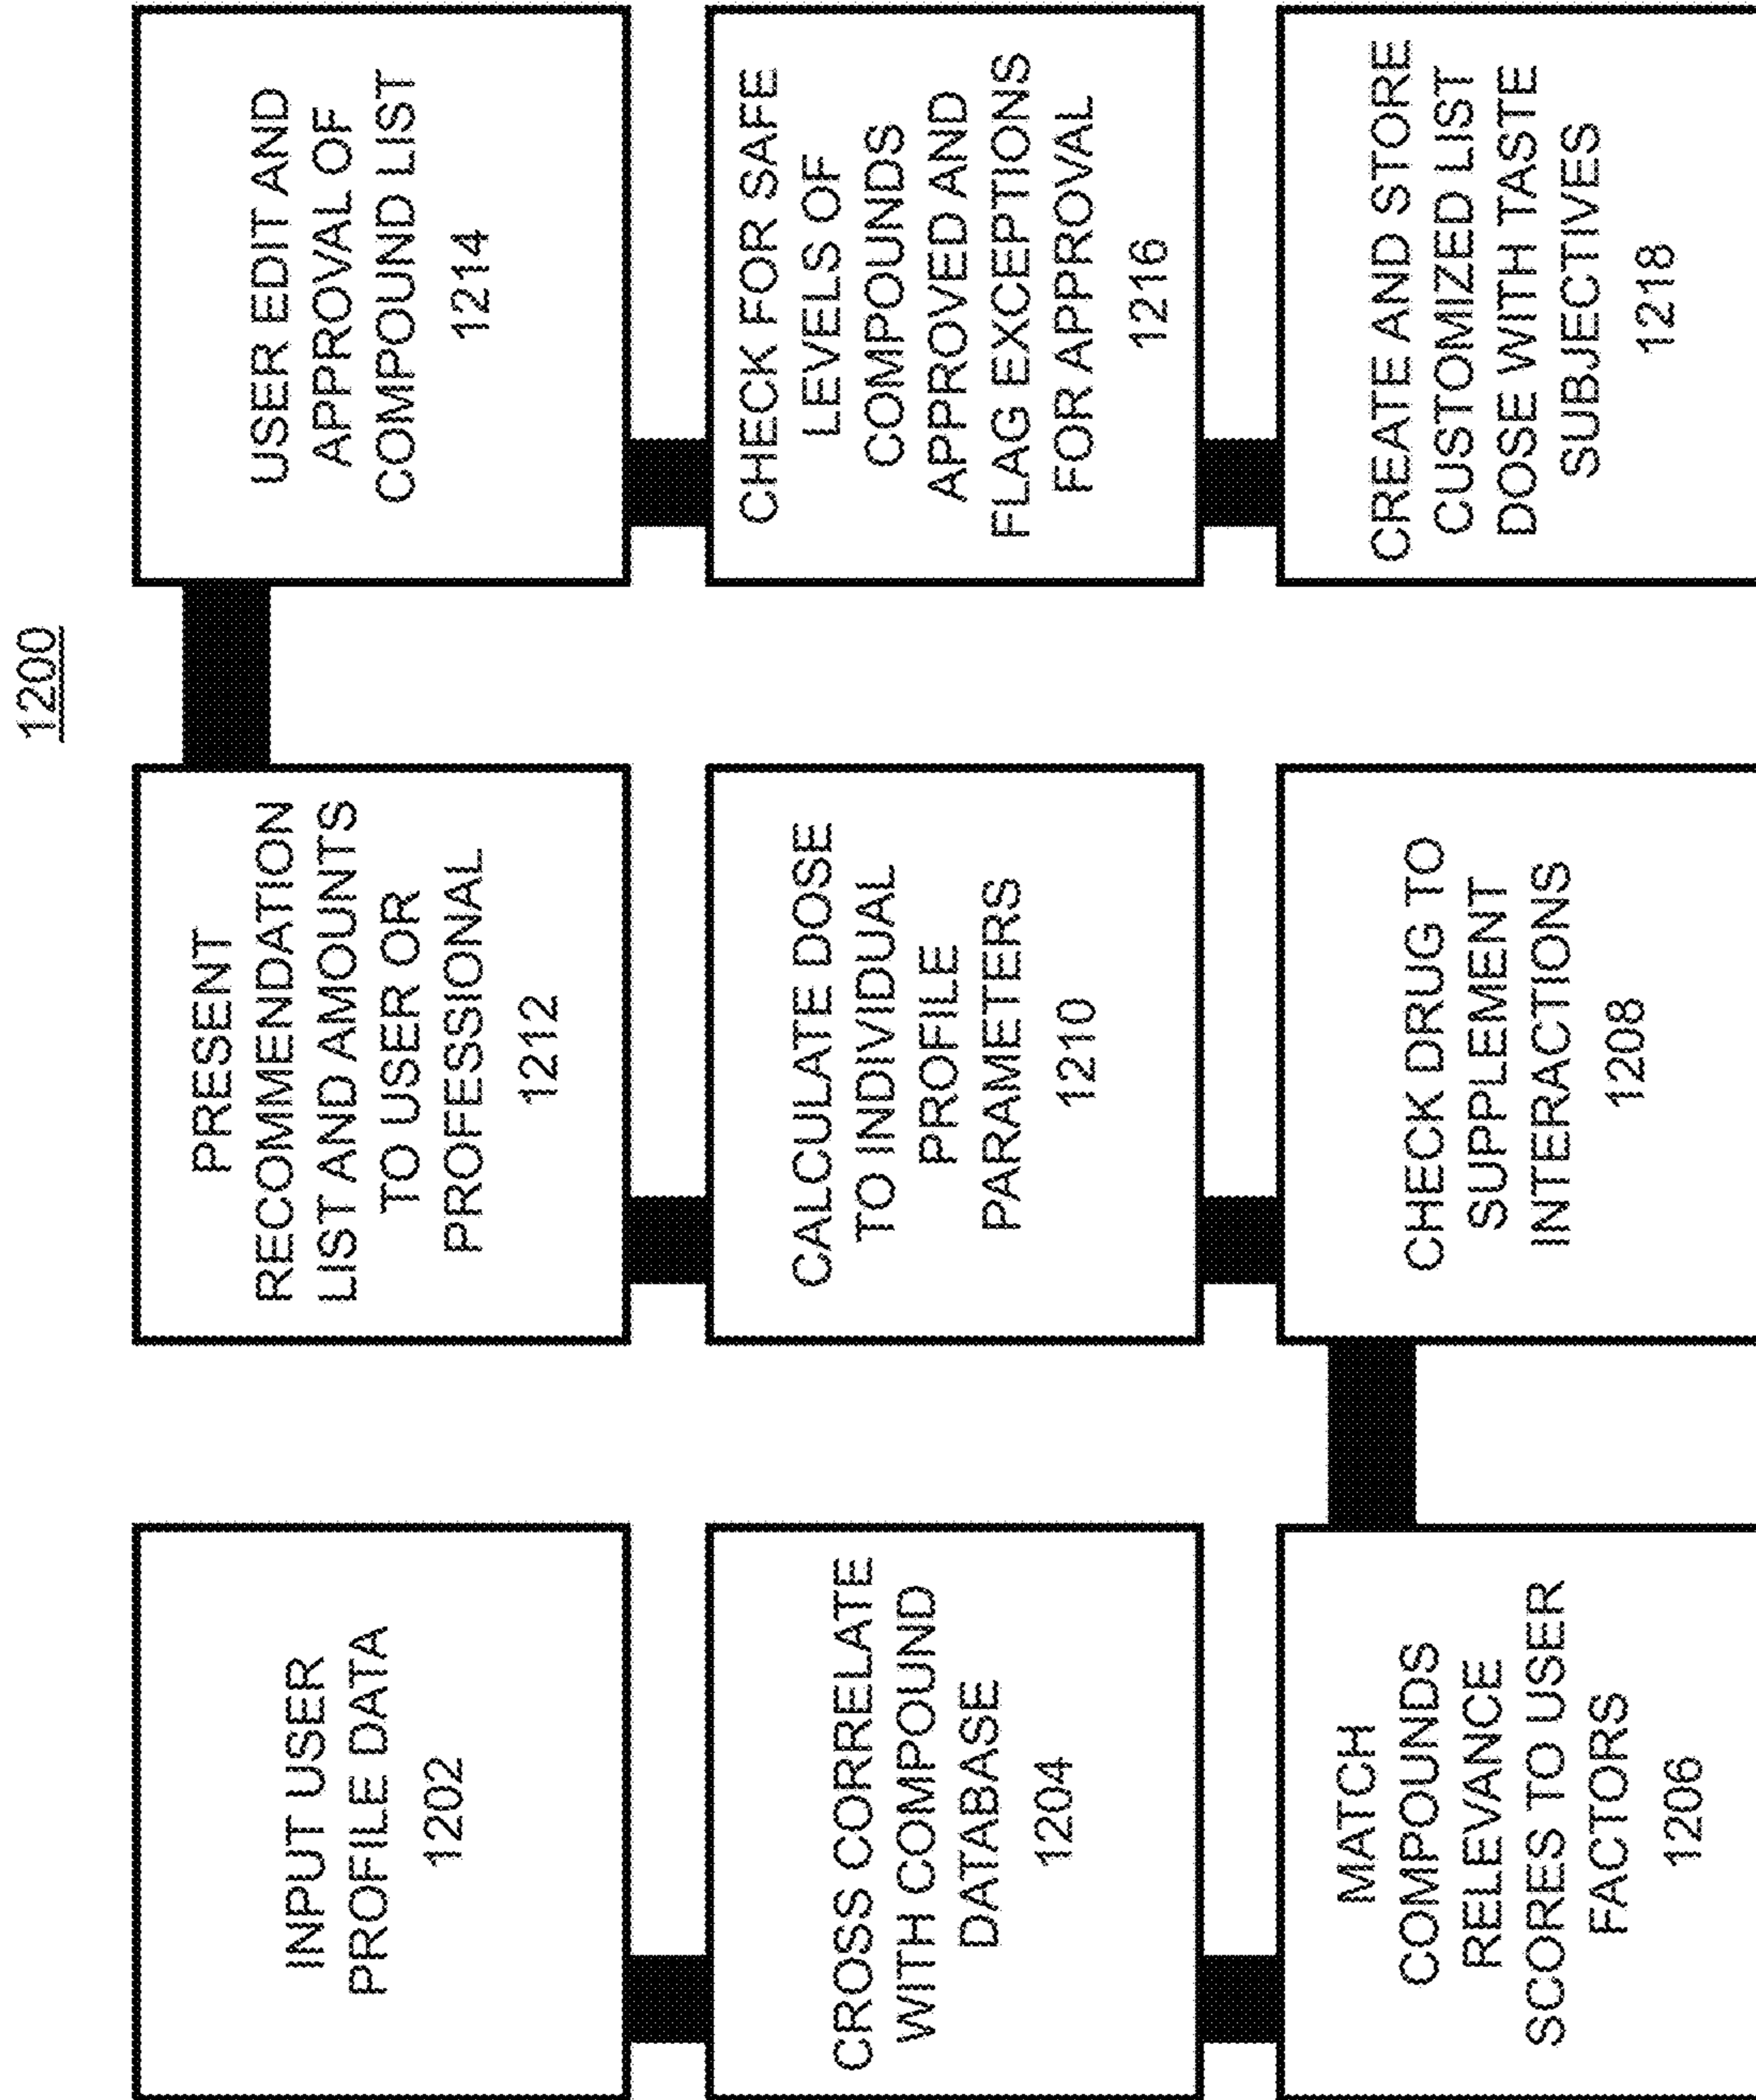 1200
INPUT USER
PROFILE DATA
1202
CROSS CORRELATE
WITH COMPOUND
DATABASE
1204
MATCH
COMPOUNDS
RELEVANCE
SCORES TO USER
FACTORS
1206
CHECK DRUG TO
SUPPLEMENT
INTERACTIONS
1208
CALCULATE DOSE
TO INDIVIDUAL
PROFILE
PARAMETERS
1210
PRESENT
RECOMMENDATION
LIST AND AMOUNTS
TO USER OR
PROFESSIONAL
1212
USER EDIT AND
APPROVAL OF
COMPOUND LIST
1214
CHECK FOR SAFE
LEVELS OF
COMPOUNDS
APPROVED AND
FLAG EXCEPTIONS
FOR APPROVAL
1216
CREATE AND STORE
CUSTOMIZED LIST
DOSE WITH TASTE
SUBJECTIVES
1218